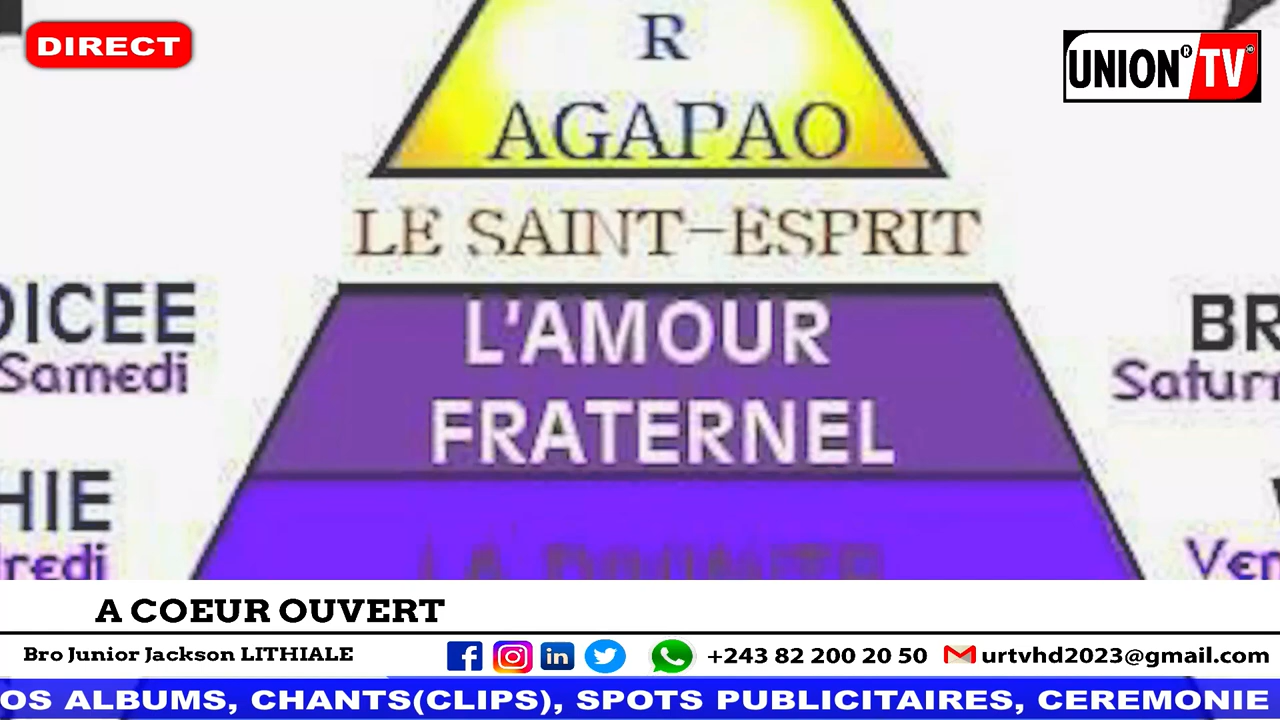 DIRECT
UNION® TV HD
R
AGAPAO
LE SAINT-ESPRIT
DICEE
Samedi
L'AMOUR
FRATERNEL
BR
Saturn
HIE
redi
Ven
A COEUR OUVERT
Bro Junior Jackson LITHIALE
+243 82 200 20 50
urtvhd2023@gmail.com
OS ALBUMS, CHANTS(CLIPS), SPOTS PUBLICITAIRES, CEREMONIE